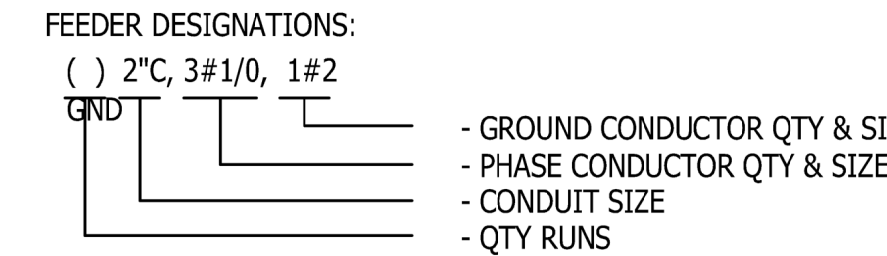 FEEDER DESIGNATIONS:
( ) 2"C, 3#1/0, 1#2
GND
- GROUND CONDUCTOR QTY & SI
- PHASE CONDUCTOR QTY & SIZE
- CONDUIT SIZE
- QTY RUNS